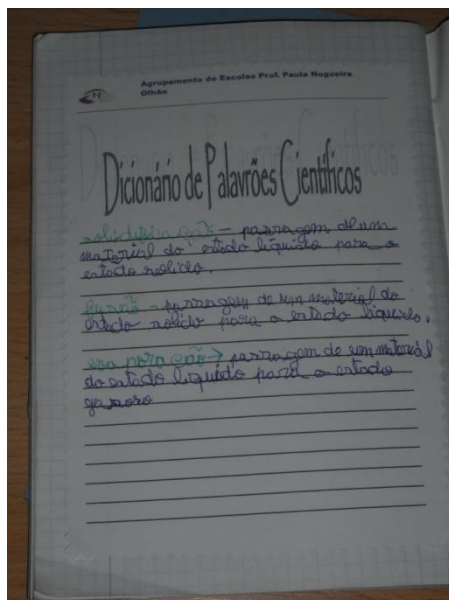 Agrupamento de Escolas Prof. Paula Nogueira
Olhão
Dicionário de Palavrões Científicos
solidificação - passagem de um
material do estado líquido para o
estado sólido.
fusão - passagem de um material do
estado sólido para o estado líquido.
evaporação → passagem de um material
do estado líquido para o estado
gasoso